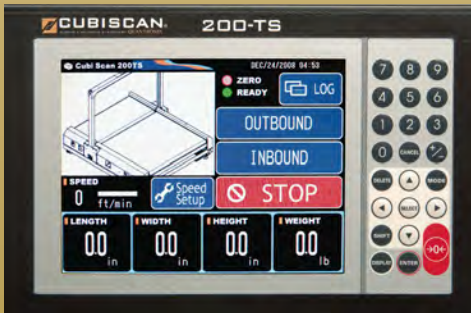 CUBISCAN. 200-TS
Cubi Scan 200TS DEC/24/2008 04:53
ZERO
READY
LOG
OUTBOUND
INBOUND
SPEED
0 ft/min
Speed
Setup
STOP
LENGTH WIDTH HEIGHT WEIGHT
0.0 0.0 0.0 0.0
in in in lb
7 8 9
4 5 6
1 2 3
0 CANCEL +/-
DELETE MODE
SELECT
SHIFT
→0←
DISPLAY ENTER